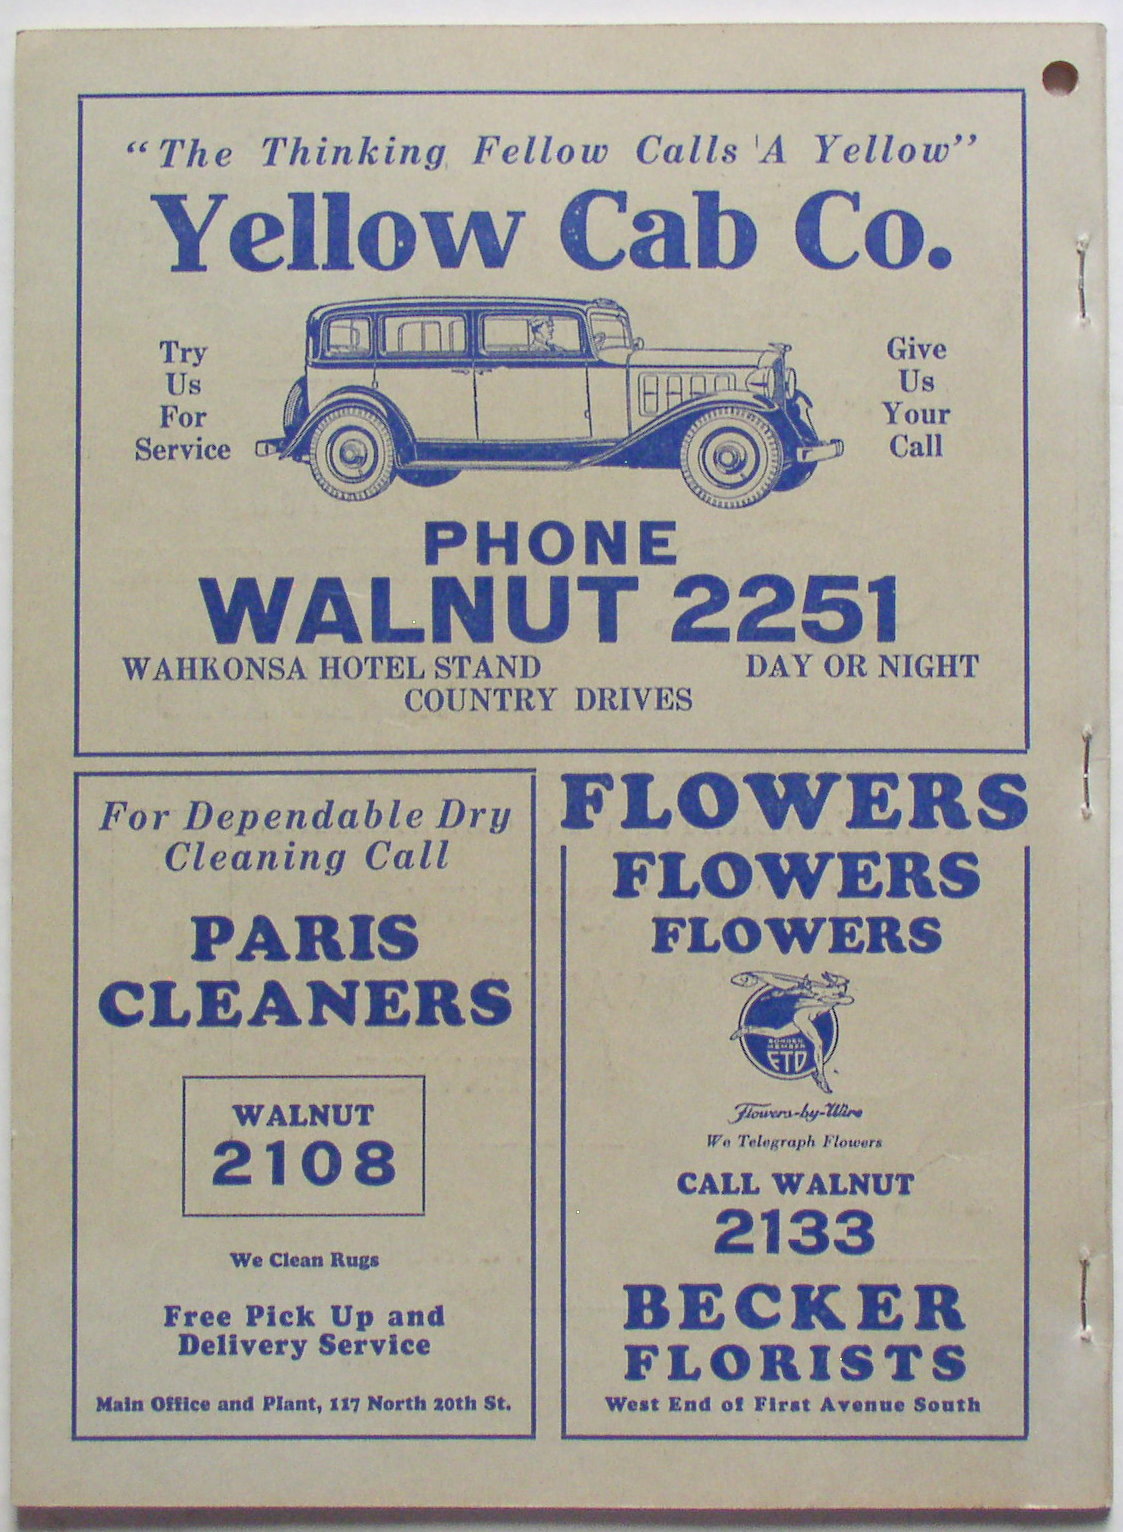 "The Thinking Fellow Calls 'A Yellow"
Yellow Cab Co.
Try
Us
For
Service
Give
Us
Your
Call
PHONE
WALNUT 2251
WAHKONSA HOTEL STAND DAY OR NIGHT
COUNTRY DRIVES
For Dependable Dry
Cleaning Call
PARIS
CLEANERS
WALNUT
2108
We Clean Rugs
Free Pick Up and
Delivery Service
Main Office and Plant, 117 North 20th St.
FLOWERS
FLOWERS
FLOWERS
BONDED
MEMBER
FTD
Flowers-by-Wire
We Telegraph Flowers
CALL WALNUT
2133
BECKER
FLORISTS
West End of First Avenue South